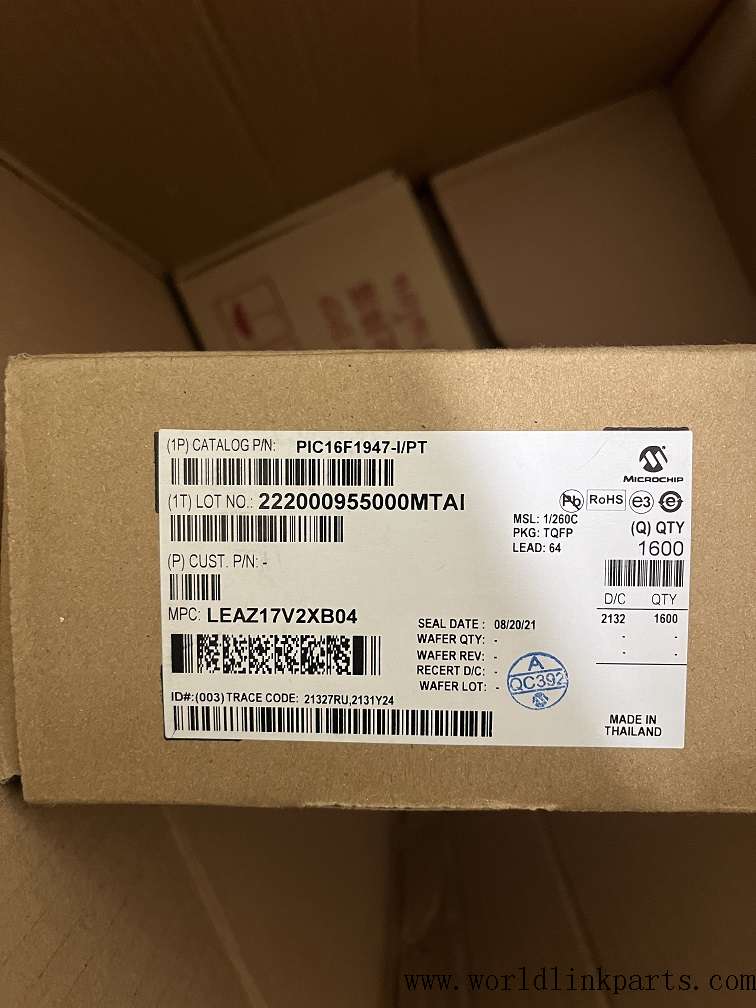 (1P) CATALOG P/N: PIC16F1947-I/PT
MICROCHIP
(1T) LOT NO.: 222000955000MTAI
Pb RoHS e3 e
MSL: 1/260C
PKG: TQFP
LEAD: 64
(Q) QTY
1600
(P) CUST. P/N: -
D/C QTY
2132 1600
- -
- -
MPC: LEAZ17V2XB04
SEAL DATE : 08/20/21
WAFER QTY: -
WAFER REV: -
RECERT D/C: -
WAFER LOT: -
A
QC392
ID#:(003) TRACE CODE: 21327RU,2131Y24
MADE IN
THAILAND
www.worldlinkparts.com